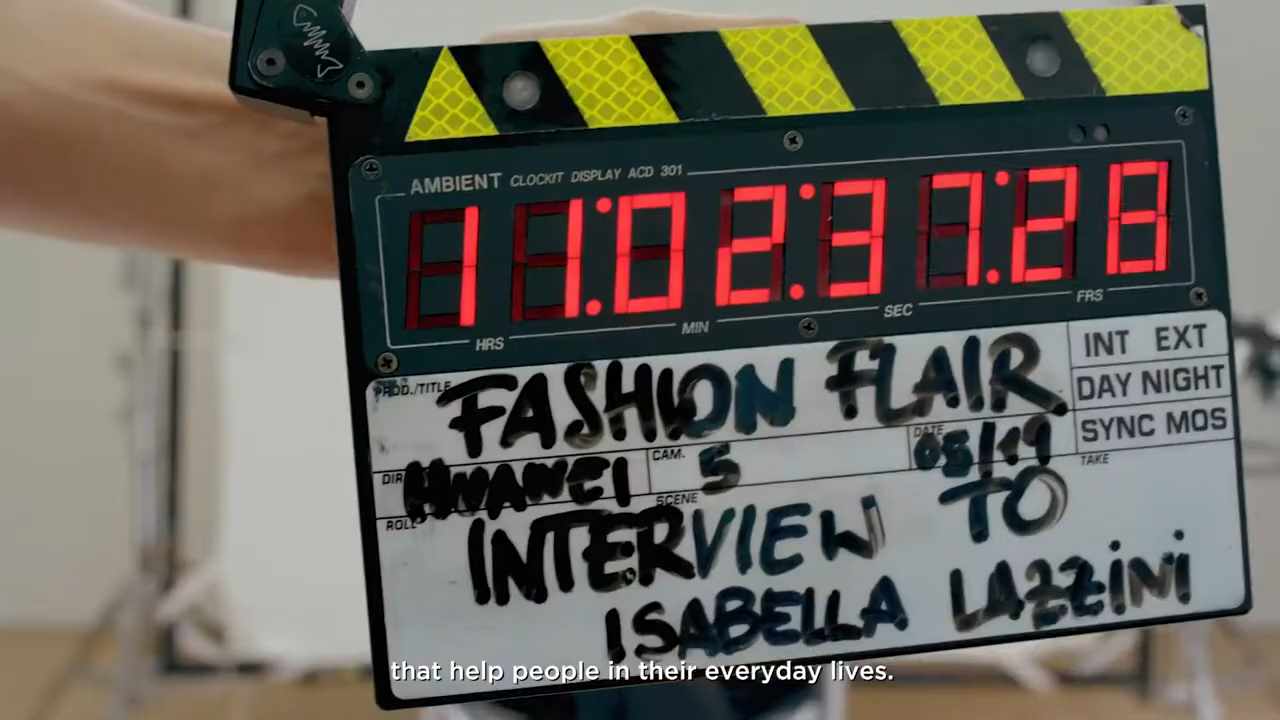 AMBIENT CLOCKIT DISPLAY ACD 301
11:02:37:28
HRS MIN SEC FRS
PROD./TITLE FASHION FLAIR
INT EXT
DAY NIGHT
SYNC MOS
DIR. HUAWEI CAM. 5 DATE 05/19
ROLL SCENE TAKE
INTERVIEW TO
ISABELLA LAZZINI
that help people in their everyday lives.